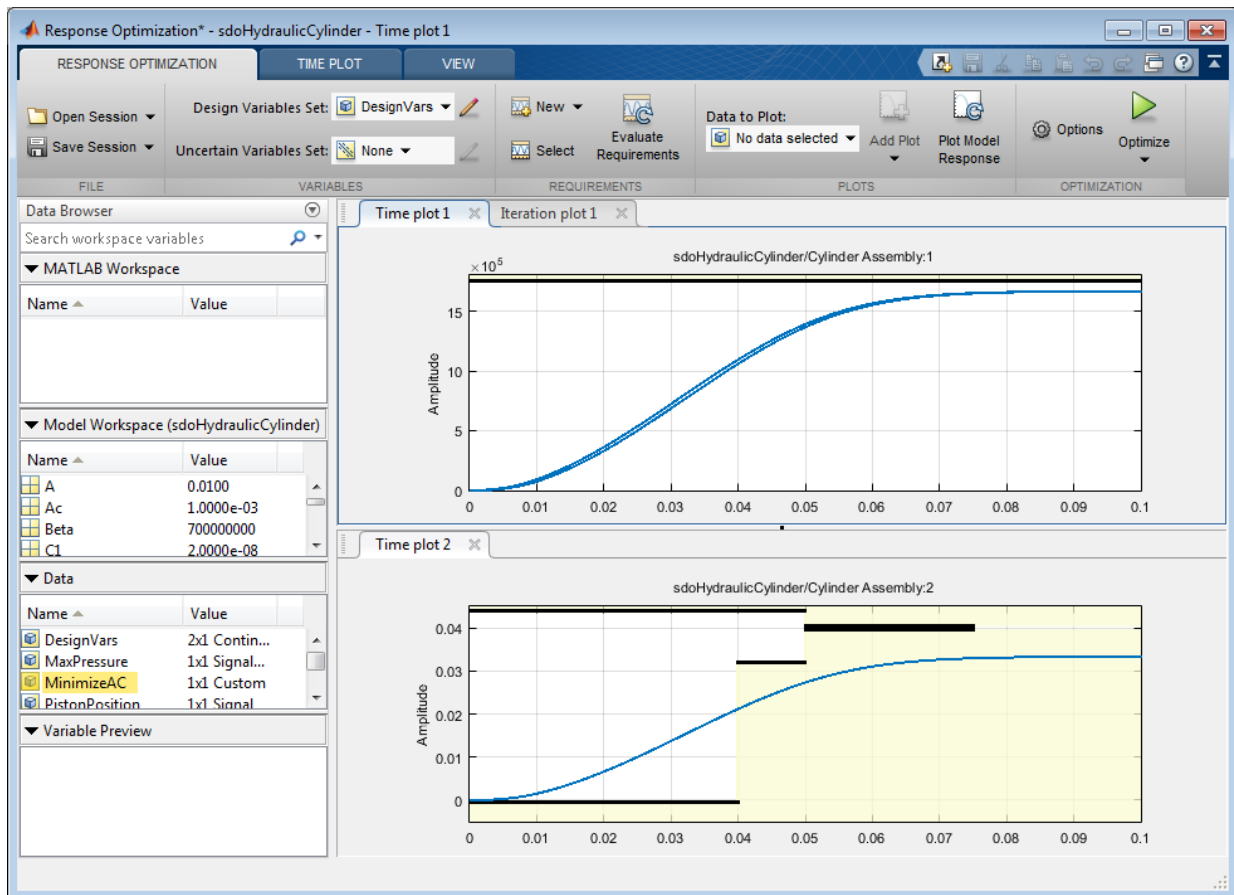 Response Optimization* - sdoHydraulicCylinder - Time plot 1
RESPONSE OPTIMIZATION
TIME PLOT
VIEW
Open Session
Save Session
Design Variables Set:
DesignVars
Uncertain Variables Set:
None
New
Select
Evaluate
Requirements
Data to Plot:
No data selected
Add Plot
Plot Model
Response
Options
Optimize
FILE
VARIABLES
REQUIREMENTS
PLOTS
OPTIMIZATION
Data Browser
Search workspace variables
MATLAB Workspace
Name
Value
Model Workspace (sdoHydraulicCylinder)
Name
Value
A
0.0100
Ac
1.0000e-03
Beta
700000000
C1
2.0000e-08
Data
Name
Value
DesignVars
2x1 Contin...
MaxPressure
1x1 Signal...
MinimizeAC
1x1 Custom
PistonPosition
1x1 Signal
Variable Preview
Time plot 1
Iteration plot 1
sdoHydraulicCylinder/Cylinder Assembly:1
×10⁵
15
10
5
0
Amplitude
0 0.01 0.02 0.03 0.04 0.05 0.06 0.07 0.08 0.09 0.1
Time plot 2
sdoHydraulicCylinder/Cylinder Assembly:2
0.04
0.03
0.02
0.01
0
Amplitude
0 0.01 0.02 0.03 0.04 0.05 0.06 0.07 0.08 0.09 0.1